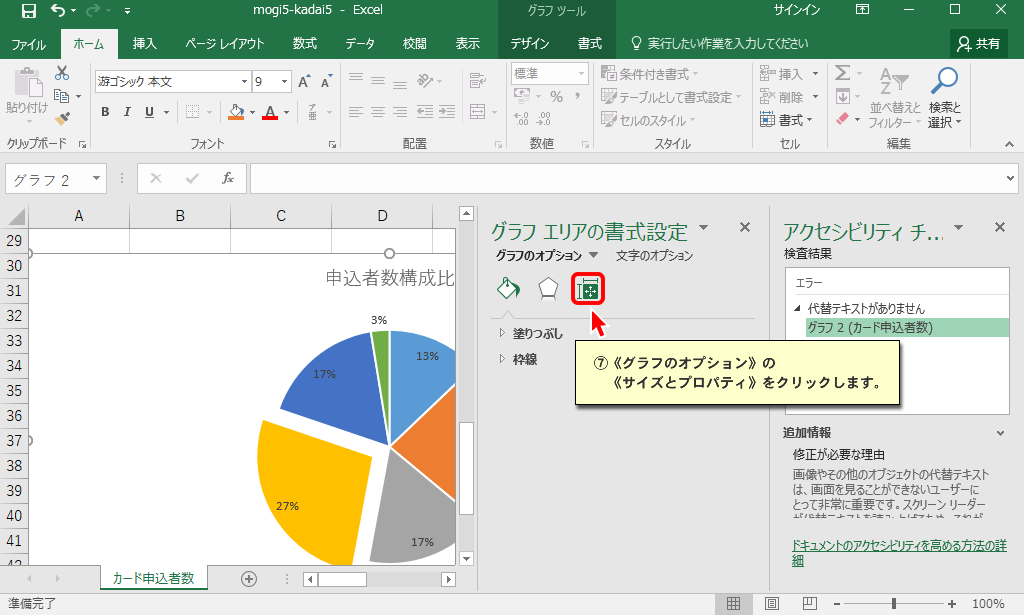 mogi5-kadai5 - Excel
グラフ ツール
サインイン
ファイル ホーム 挿入 ページ レイアウト 数式 データ 校閲 表示 デザイン 書式 実行したい作業を入力してください 共有
貼り付け
クリップボード
游ゴシック 本文 9 A A
B I U A
フォント
配置
標準
% ,
数値
条件付き書式
テーブルとして書式設定
セルのスタイル
スタイル
挿入
削除
書式
セル
Σ
並べ替えと
フィルター
検索と
選択
編集
グラフ 2
fx
A B C D
29
30
31
32
33
34
35
36
37
38
39
40
41
42
申込者数構成比
3%
13%
17%
27%
17%
グラフ エリアの書式設定
グラフのオプション 文字のオプション
塗りつぶし
枠線
⑦《グラフのオプション》の
《サイズとプロパティ》をクリックします。
アクセシビリティ チ...
検査結果
エラー
代替テキストがありません
グラフ 2 (カード申込者数)
追加情報
修正が必要な理由
画像やその他のオブジェクトの代替テキスト
は、画面を見ることができないユーザーに
とって非常に重要です。スクリーン リーダー
ドキュメントのアクセシビリティを高める方法の詳
細
カード申込者数
準備完了
100%